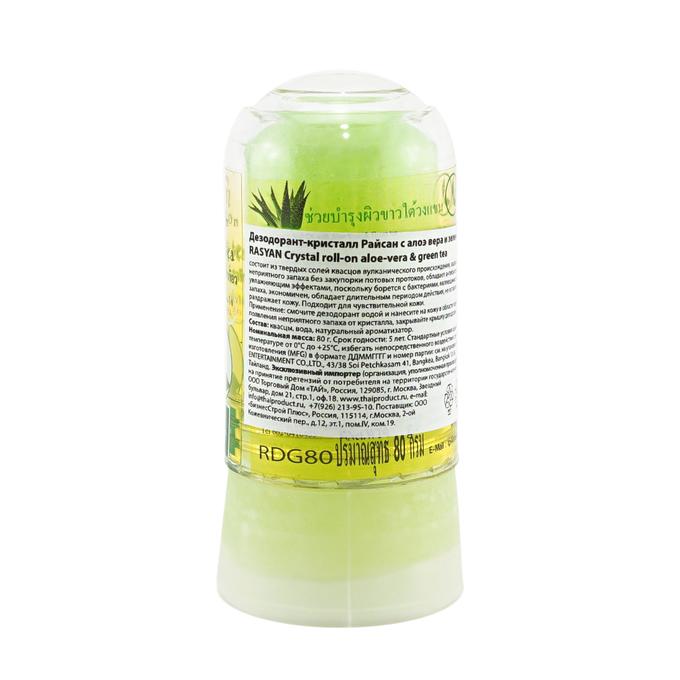 ช่วยบำรุงผิวขาวใต้วงแขน
Дезодорант-кристалл Райсан с алоэ вера и
RASYAN Crystal roll-on aloe-vera & green tea
состоит из твердых солей квасцов вулканического происхождения,
неприятного запаха без закупорки потовых протоков, обладает
увлажняющим эффектами, поскольку борется с бактериями,
запаха, экономичен, обладает длительным периодом действия, не
раздражает кожу. Подходит для чувствительной кожи.
Применение: смочите дезодорант водой и нанесите на кожу в области
появления неприятного запаха от кристалла, закрывайте крышку
Состав: квасцы, вода, натуральный ароматизатор.
Номинальная масса: 80 г. Срок годности: 5 лет. Стандартные условия
температуре от 0°C до +25°C, избегать непосредственного
изготовления (MFG) в формате ДДММГГГГ и номер партии: см. на
ENTERTAINMENT CO.,LTD., 43/38 Soi Petchkasam 41, Bangkea, Bangkok
Тайланд. Эксклюзивный импортер (организация, уполномоченная
на принятие претензий от потребителя на территории
ООО Торговый Дом «ТАЙ», Россия, 129085, г. Москва, Звездный
бульвар, дом 21, стр.1, оф.18. www.thaiproduct.ru, e-mail:
info@thaiproduct.ru, +7(926) 213-95-10. Поставщик: ООО
«БизнесСтрой Плюс», Россия, 115114, г.Москва, 2-ой
Кожевнический пер., д.12, эт.1, пом.IV, ком.19.
RDG80 ปริมาณสุทธิ 80 กรัม E-Mail